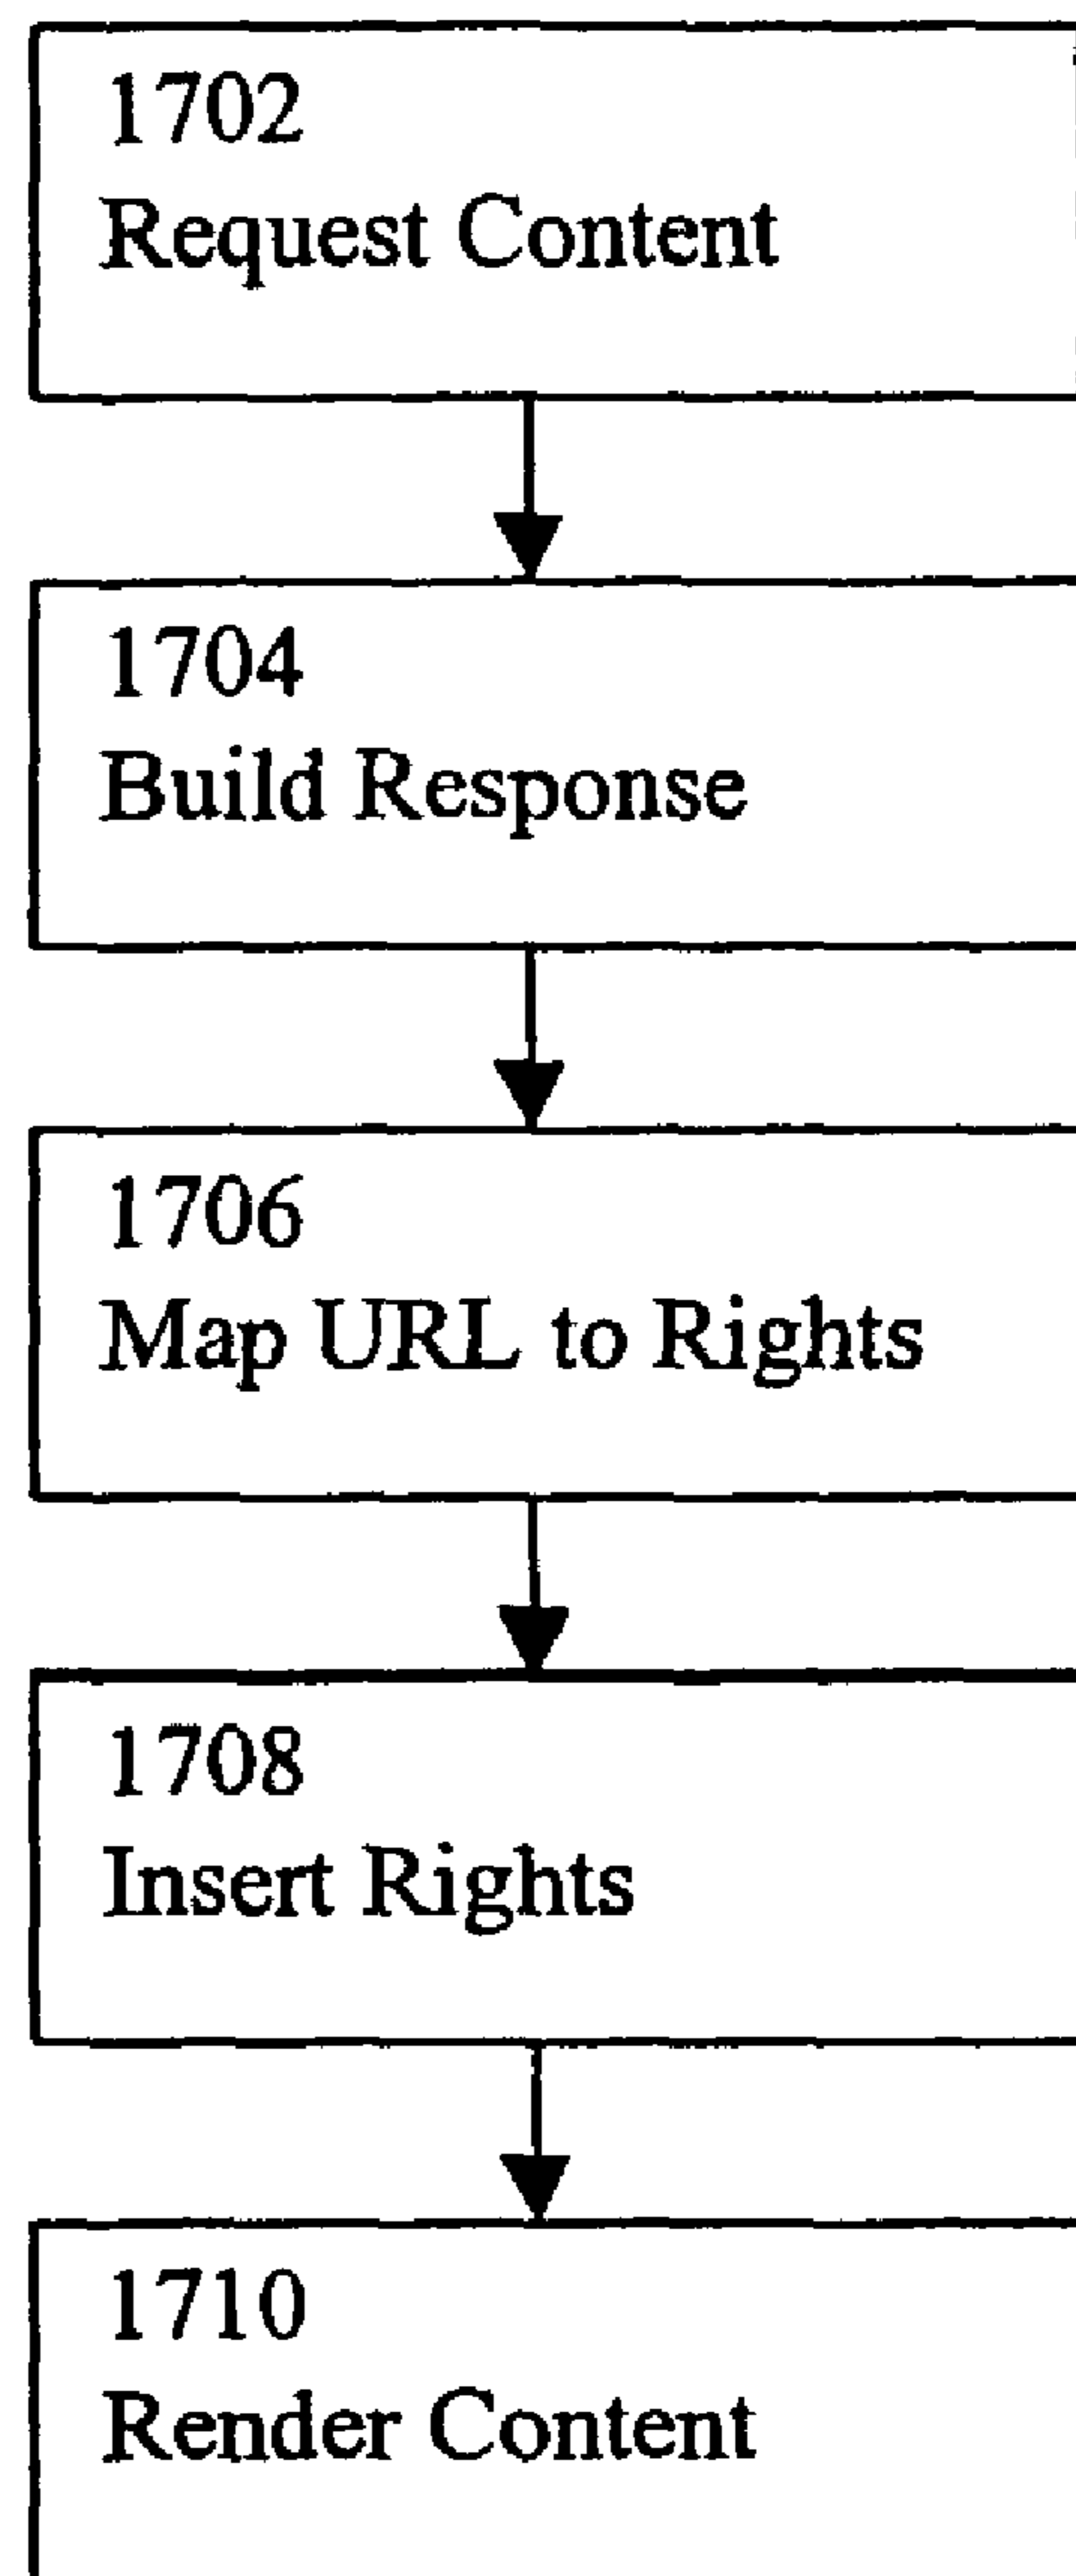 1702
Request Content
1704
Build Response
1706
Map URL to Rights
1708
Insert Rights
1710
Render Content